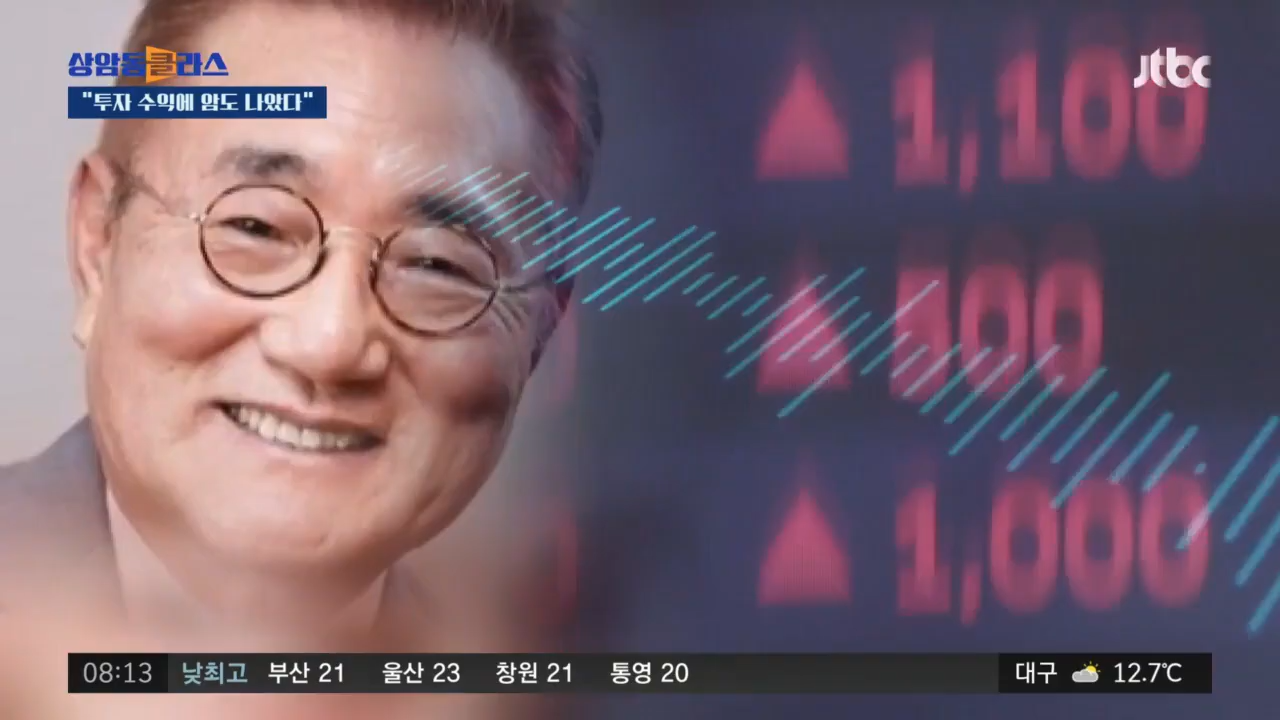 상암동클라스
jtbc
"투자 수익에 암도 나았다"
▲1,100
▲500
▲1,000
08:13 낮최고 부산 21 울산 23 창원 21 통영 20
대구 12.7℃